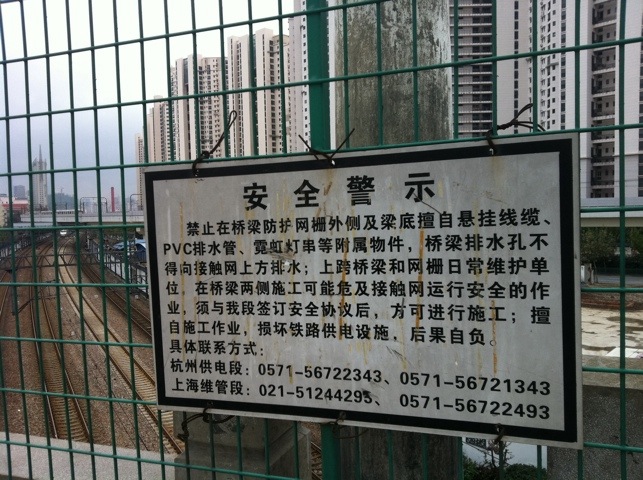 安全警示
禁止在桥梁防护网栅外侧及梁底擅自悬挂线缆、
PVC排水管、霓虹灯串等附属物件，桥梁排水孔不
得向接触网上方排水；上跨桥梁和网栅日常维护单
位，在桥梁两侧施工可能危及接触网运行安全的作
业，须与我段签订安全协议后，方可进行施工；擅
自施工作业，损坏铁路供电设施，后果自负。
具体联系方式：
杭州供电段：0571-56722343、0571-56721343
上海维管段：021-51244295、 0571-56722493